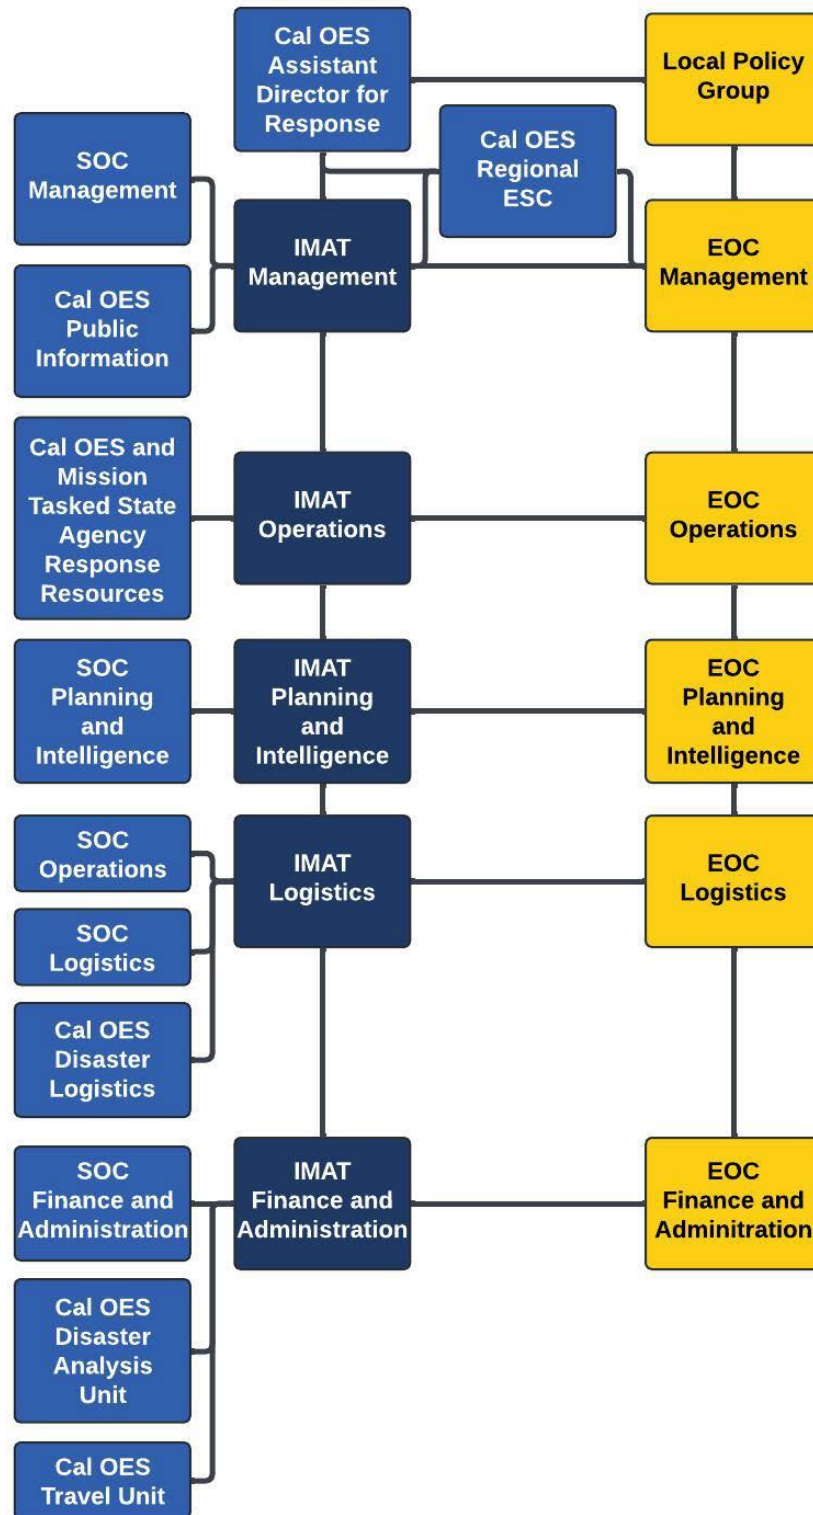 Cal OES
Assistant
Director for
Response
Local Policy
Group
Cal OES
Regional
ESC
SOC
Management
IMAT
Management
EOC
Management
Cal OES
Public
Information
Cal OES and
Mission
Tasked State
Agency
Response
Resources
IMAT
Operations
EOC
Operations
SOC
Planning
and
Intelligence
IMAT
Planning
and
Intelligence
EOC
Planning
and
Intelligence
SOC
Operations
IMAT
Logistics
EOC
Logistics
SOC
Logistics
Cal OES
Disaster
Logistics
SOC
Finance and
Administration
IMAT
Finance and
Administration
EOC
Finance and
Adminitration
Cal OES
Disaster
Analysis
Unit
Cal OES
Travel Unit